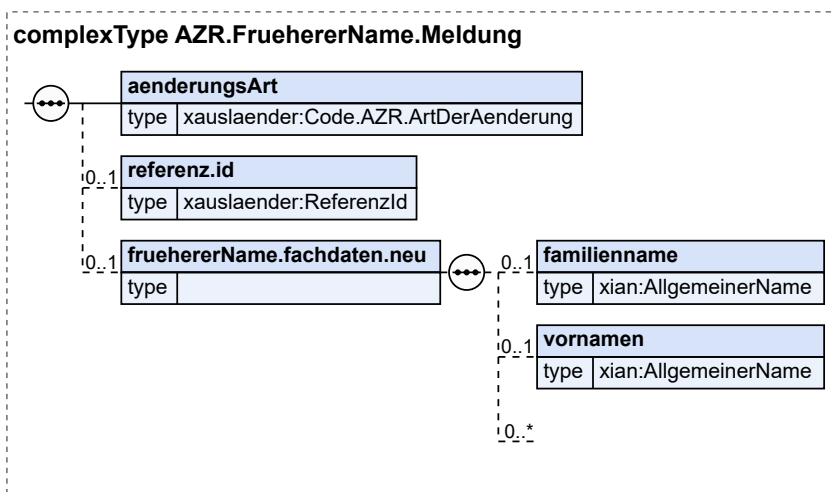 complexType AZR.FruehererName.Meldung
aenderungsArt
type xauslaender:Code.AZR.ArtDerAenderung
0..1 referenz.id
type xauslaender:ReferenzId
0..1 fruehererName.fachdaten.neu
type
0..1 familienname
type xian:AllgemeinerName
0..1 vornamen
type xian:AllgemeinerName
0..*